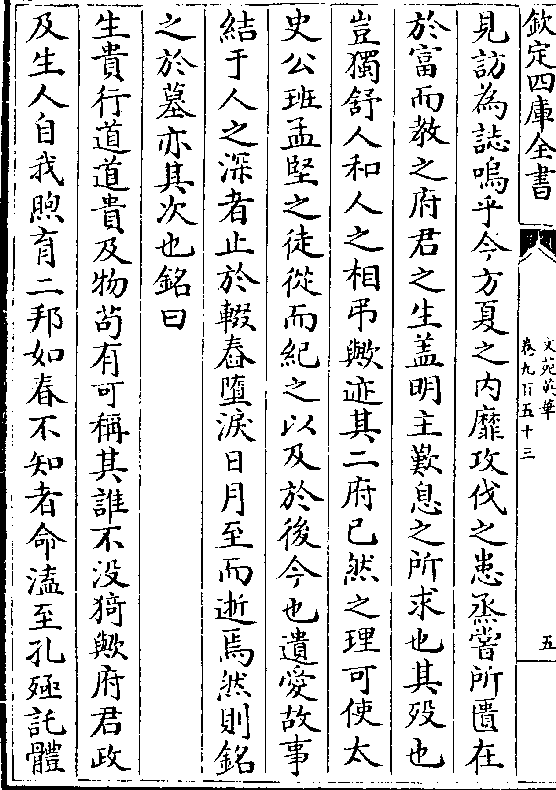 欽定四庫全書
文苑英華
卷九百五十三
五
見訪為誌嗚乎今方夏之内靡攻伐之患烝嘗所匱在
於富而教之府君之生蓋明主歎息之所求也其殁也
豈獨舒人和人之相弔歟迹其二府已然之理可使太
史公班孟堅之徒從而紀之以及於後今也遺愛故事
結于人之深者止於輟舂墮淚日月至而逝焉然則銘
之於墓亦其次也銘曰
生貴行道道貴及物苟有可稱其誰不没猗歟府君政
及生人自我煦育二邦如春不知者命溘至孔殛託體